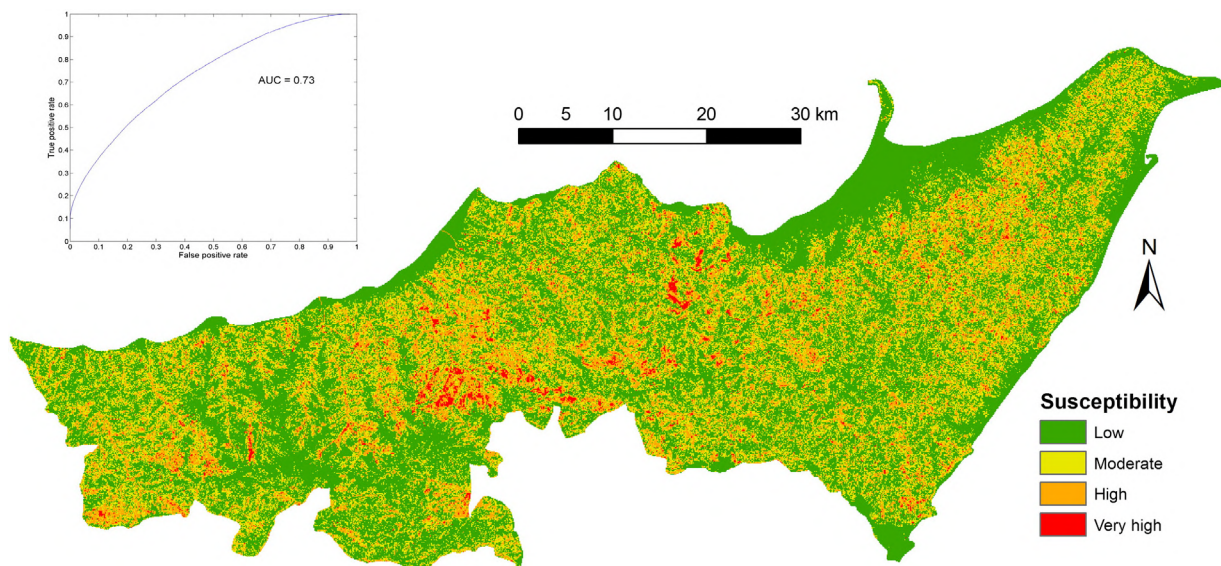 1
0.9
0.8
0.7
0.6
0.5
0.4
0.3
0.2
0.1
0
True positive rate
AUC = 0.73
0 0.1 0.2 0.3 0.4 0.5 0.6 0.7 0.8 0.9 1
False positive rate
0 5 10 20 30 km
N
Susceptibility
Low
Moderate
High
Very high